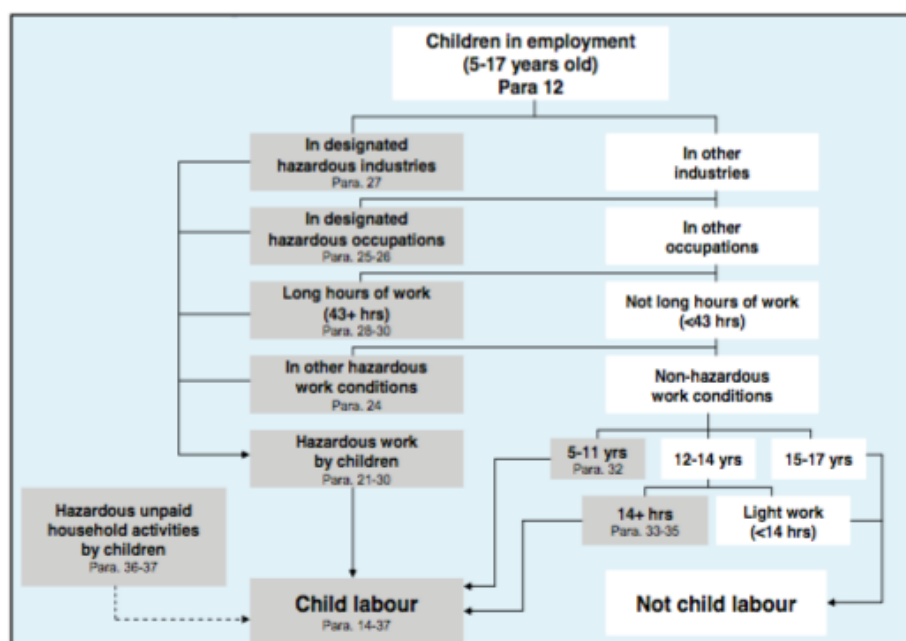 Children in employment
(5-17 years old)
Para 12
In designated
hazardous industries
Para. 27
In other
industries
In designated
hazardous occupations
Para. 25-26
In other
occupations
Long hours of work
(43+ hrs)
Para. 28-30
Not long hours of work
(<43 hrs)
In other hazardous
work conditions
Para. 24
Non-hazardous
work conditions
Hazardous work
by children
Para. 21-30
5-11 yrs
Para. 32
12-14 yrs
15-17 yrs
Hazardous unpaid
household activities
by children
Para. 36-37
14+ hrs
Para. 33-35
Light work
(<14 hrs)
Child labour
Para. 14-37
Not child labour